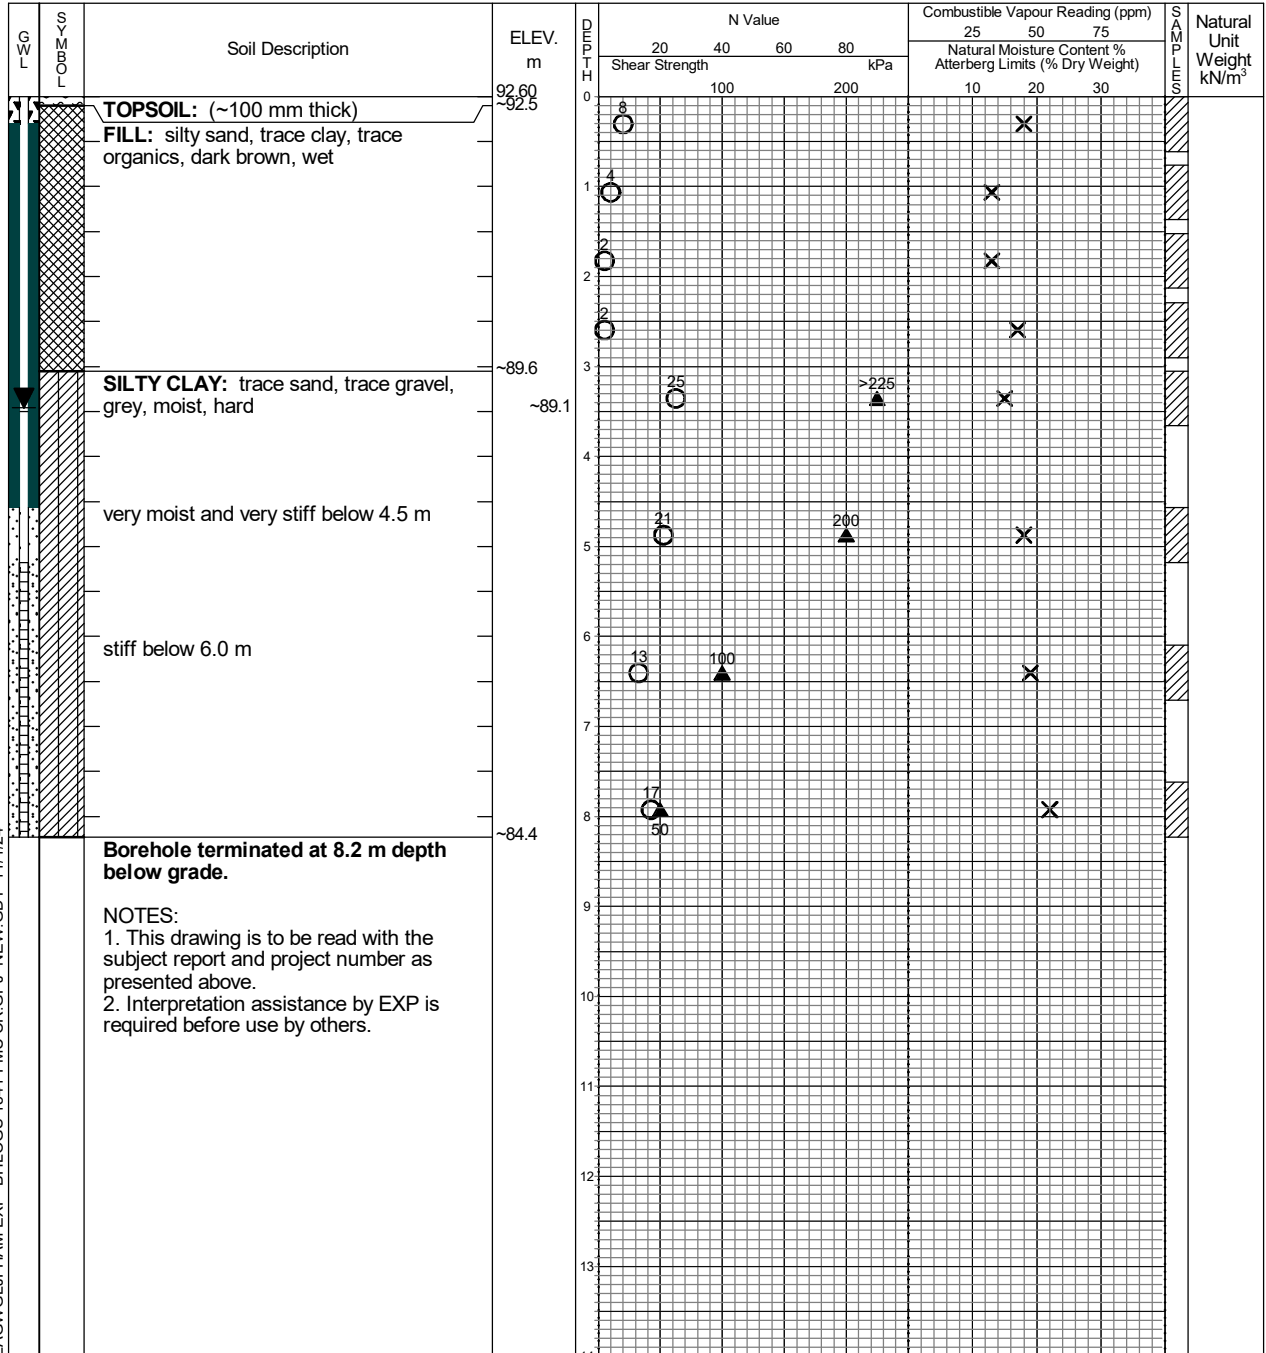 GWL
SYMBOL
Soil Description
ELEV.
m
DEPTH
N Value
20 40 60 80
Shear Strength kPa
100 200
Combustible Vapour Reading (ppm)
25 50 75
Natural Moisture Content %
Atterberg Limits (% Dry Weight)
10 20 30
SAMPLES
Natural
Unit
Weight
kN/m³
92.60
0
TOPSOIL: (~100 mm thick)
~92.5
8
FILL: silty sand, trace clay, trace
organics, dark brown, wet
4
1
2
2
2
3
~89.6
SILTY CLAY: trace sand, trace gravel,
grey, moist, hard
25
>225
~89.1
4
very moist and very stiff below 4.5 m
21
200
5
6
stiff below 6.0 m
13
100
7
17
50
8
~84.4
Borehole terminated at 8.2 m depth
below grade.
9
NOTES:
1. This drawing is to be read with the
subject report and project number as
presented above.
2. Interpretation assistance by EXP is
required before use by others.
10
11
12
13